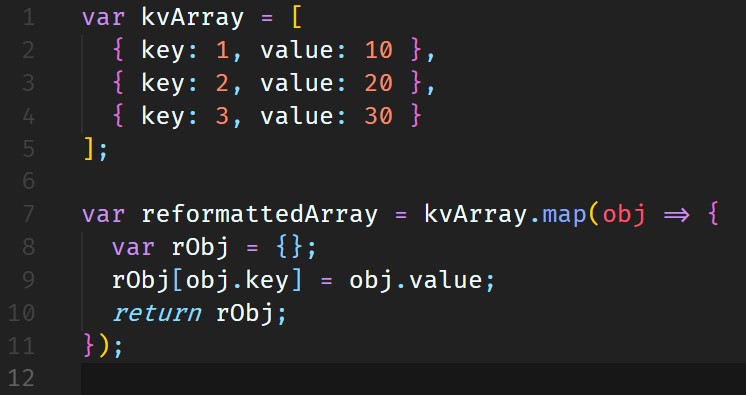 1 var kvArray = [
2   { key: 1, value: 10 },
3   { key: 2, value: 20 },
4   { key: 3, value: 30 }
5 ];
6
7 var reformattedArray = kvArray.map(obj => {
8   var rObj = {};
9   rObj[obj.key] = obj.value;
10   return rObj;
11 });
12